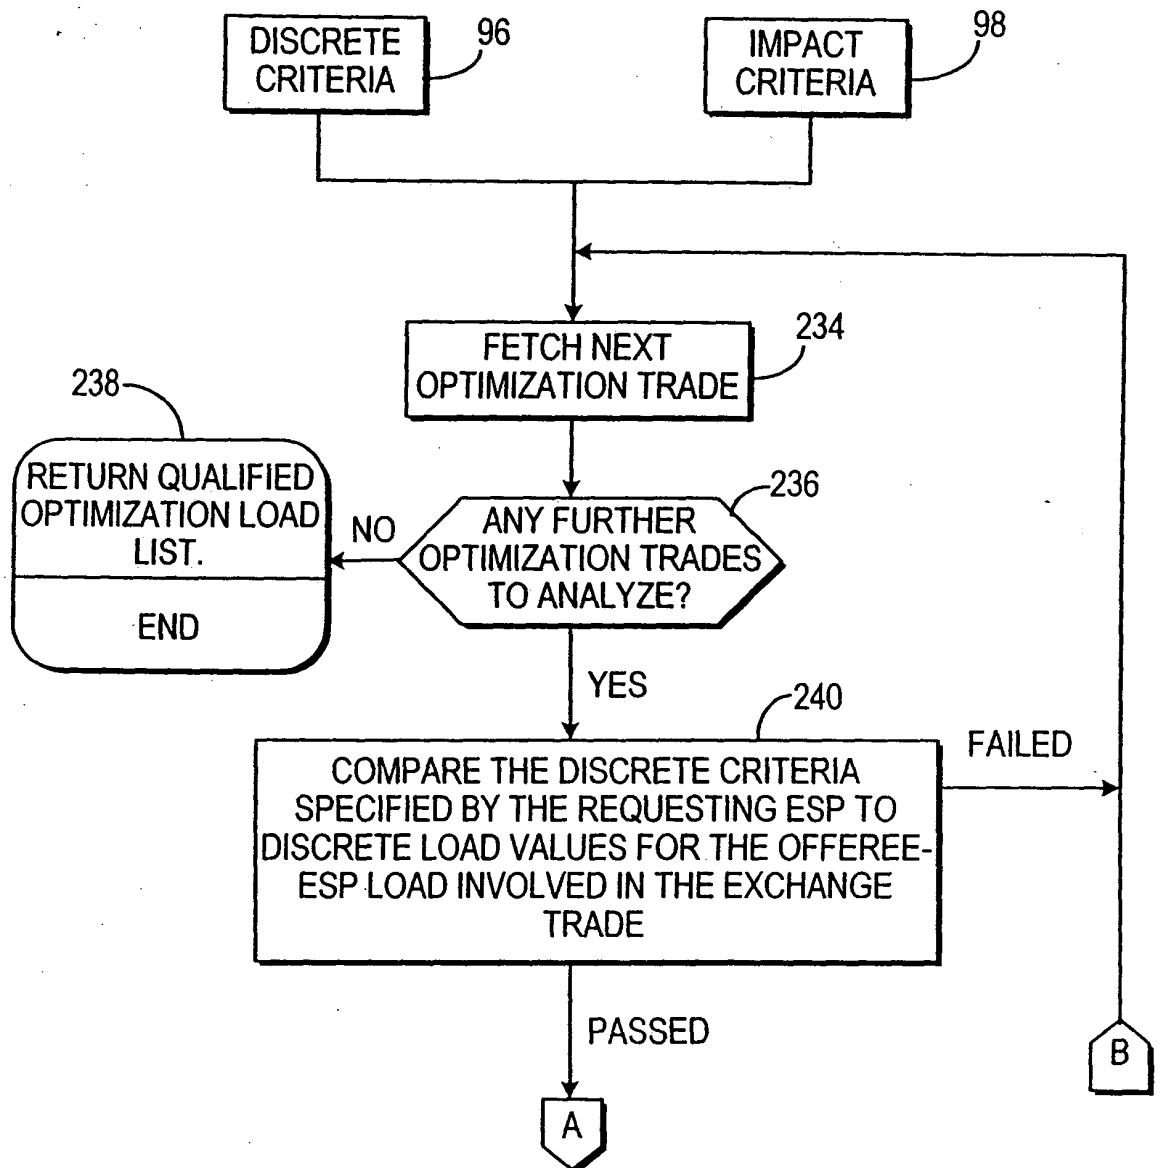 DISCRETE
CRITERIA
96
IMPACT
CRITERIA
98
FETCH NEXT
OPTIMIZATION TRADE
234
238
RETURN QUALIFIED
OPTIMIZATION LOAD
LIST.
END
NO
ANY FURTHER
OPTIMIZATION TRADES
TO ANALYZE?
236
YES
240
COMPARE THE DISCRETE CRITERIA
SPECIFIED BY THE REQUESTING ESP TO
DISCRETE LOAD VALUES FOR THE OFFEREE-
ESP LOAD INVOLVED IN THE EXCHANGE
TRADE
FAILED
PASSED
B
A